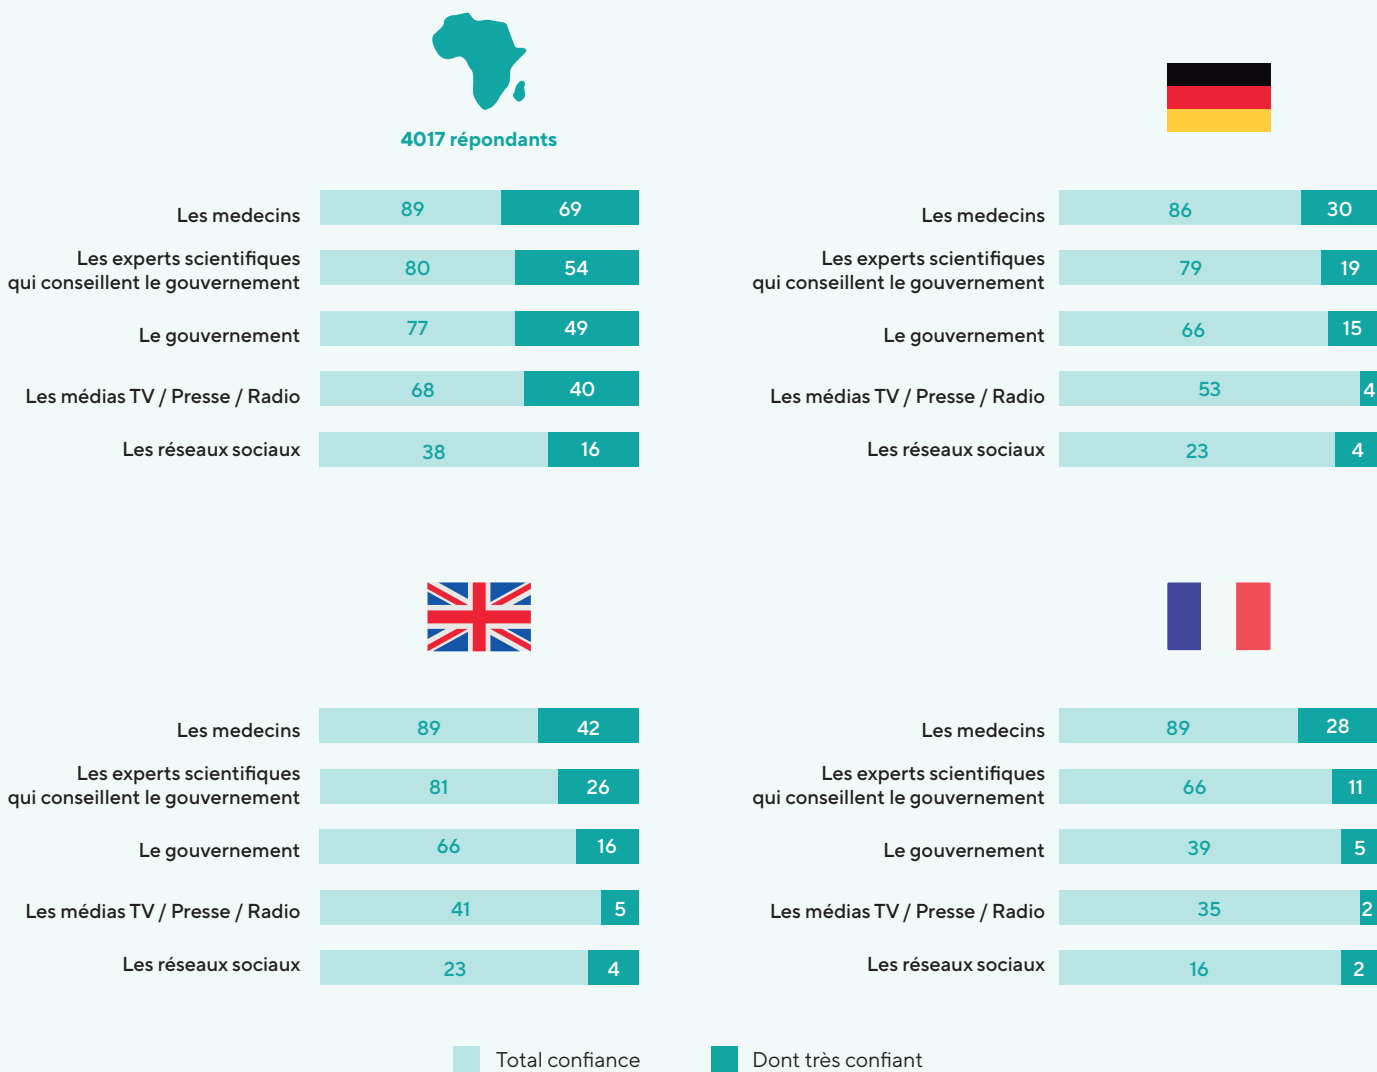 4017 répondants
Les medecins 89 69
Les experts scientifiques
qui conseillent le gouvernement 80 54
Le gouvernement 77 49
Les médias TV / Presse / Radio 68 40
Les réseaux sociaux 38 16
Les medecins 86 30
Les experts scientifiques
qui conseillent le gouvernement 79 19
Le gouvernement 66 15
Les médias TV / Presse / Radio 53 4
Les réseaux sociaux 23 4
Les medecins 89 42
Les experts scientifiques
qui conseillent le gouvernement 81 26
Le gouvernement 66 16
Les médias TV / Presse / Radio 41 5
Les réseaux sociaux 23 4
Les medecins 89 28
Les experts scientifiques
qui conseillent le gouvernement 66 11
Le gouvernement 39 5
Les médias TV / Presse / Radio 35 2
Les réseaux sociaux 16 2
Total confiance
Dont très confiant